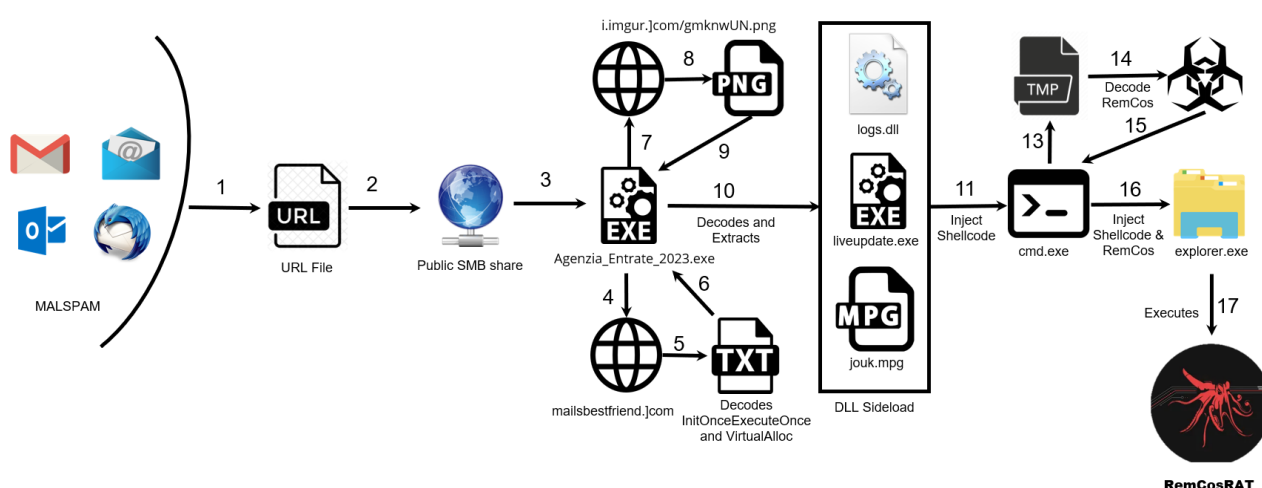 MALSPAM
1
URL
URL File
2
Public SMB share
3
i.imgur.]com/gmknwUN.png
8
PNG
7
9
EXE
Agenzia_Entrate_2023.exe
4
6
5
TXT
mailsbestfriend.]com
Decodes
InitOnceExecuteOnce
and VirtualAlloc
10
Decodes and
Extracts
logs.dll
EXE
liveupdate.exe
MPG
jouk.mpg
DLL Sideload
11
Inject
Shellcode
cmd.exe
13
TMP
14
Decode
RemCos
15
16
Inject
Shellcode &
RemCos
explorer.exe
Executes
17
RemCosRAT